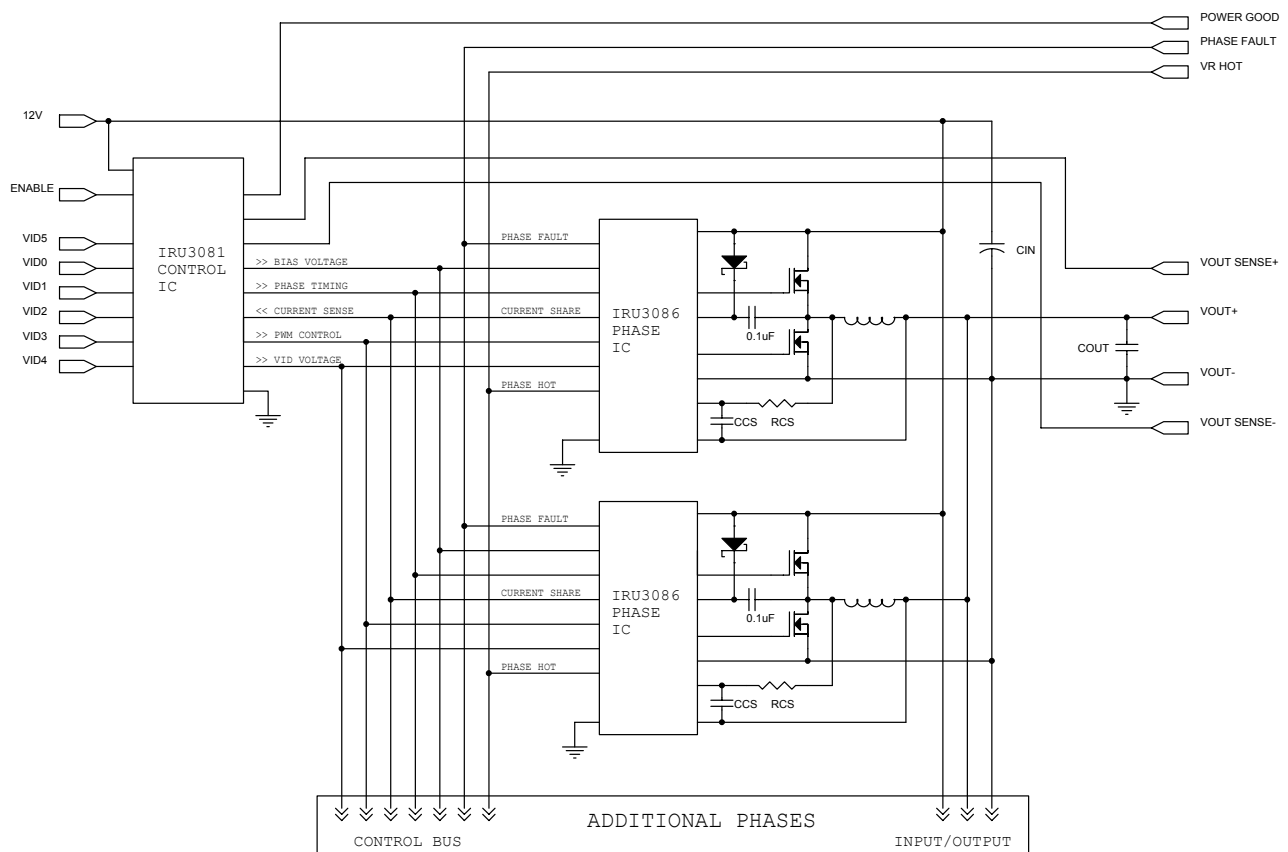 POWER GOOD
PHASE FAULT
VR HOT
12V
ENABLE
VID5
VID0
VID1
VID2
VID3
VID4
IRU3081
CONTROL
IC
>> BIAS VOLTAGE
>> PHASE TIMING
<< CURRENT SENSE
>> PWM CONTROL
>> VID VOLTAGE
PHASE FAULT
CURRENT SHARE
PHASE HOT
IRU3086
PHASE
IC
0.1uF
CCS
RCS
CIN
COUT
VOUT SENSE+
VOUT+
VOUT-
VOUT SENSE-
PHASE FAULT
CURRENT SHARE
PHASE HOT
IRU3086
PHASE
IC
0.1uF
CCS
RCS
ADDITIONAL PHASES
CONTROL BUS
INPUT/OUTPUT